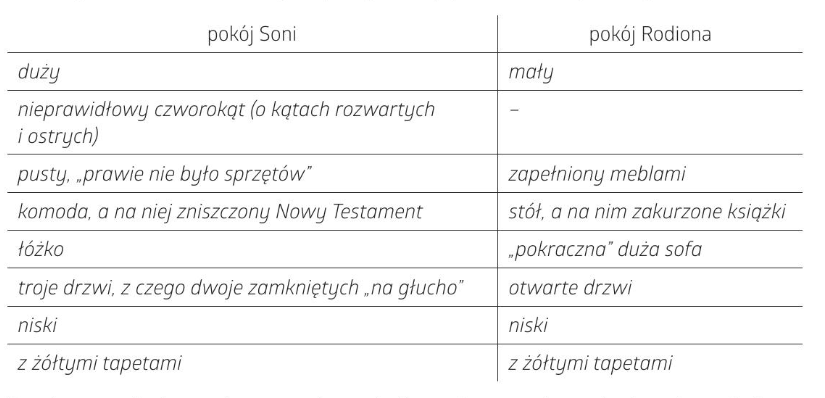 pokój Soni pokój Rodiona
duży mały
nieprawidłowy czworokąt (o kątach rozwartych –
i ostrych)
pusty, „prawie nie było sprzętów” zapełniony meblami
komoda, a na niej zniszczony Nowy Testament stół, a na nim zakurzone książki
łóżko „pokraczna” duża sofa
troje drzwi, z czego dwoje zamkniętych „na głucho” otwarte drzwi
niski niski
z żółtymi tapetami z żółtymi tapetami